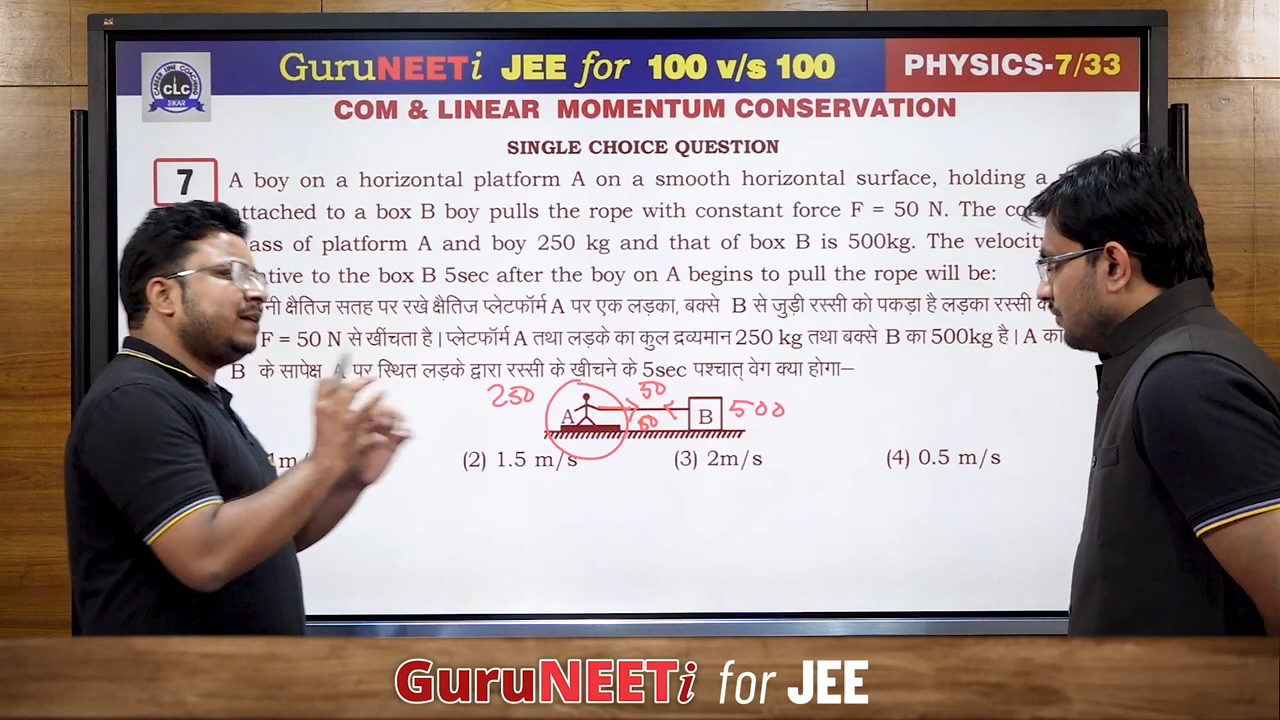 GuruNEETi JEE for 100 v/s 100
PHYSICS-7/33
CAREER LINE COACHING
CLC
SIKAR
COM & LINEAR MOMENTUM CONSERVATION
SINGLE CHOICE QUESTION
7
A boy on a horizontal platform A on a smooth horizontal surface, holding a
attached to a box B boy pulls the rope with constant force F = 50 N. The
of platform A and boy 250 kg and that of box B is 500kg. The
to the box B 5sec after the boy on A begins to pull the rope will be:
क्षैतिज सतह पर रखे क्षैतिज प्लेटफॉर्म A पर एक लड़का, बक्से B से जुड़ी रस्सी को पकड़ा है लड़का रस्सी
F = 50 N से खींचता है। प्लेटफॉर्म A तथा लड़के का कुल द्रव्यमान 250 kg तथा बक्से B का 500kg है। A का
B के सापेक्ष A पर स्थित लड़के द्वारा रस्सी के खीचने के 5sec पश्चात् वेग क्या होगा–
250 50
A B 500
50
(2) 1.5 m/s (3) 2m/s (4) 0.5 m/s
GuruNEETi for JEE